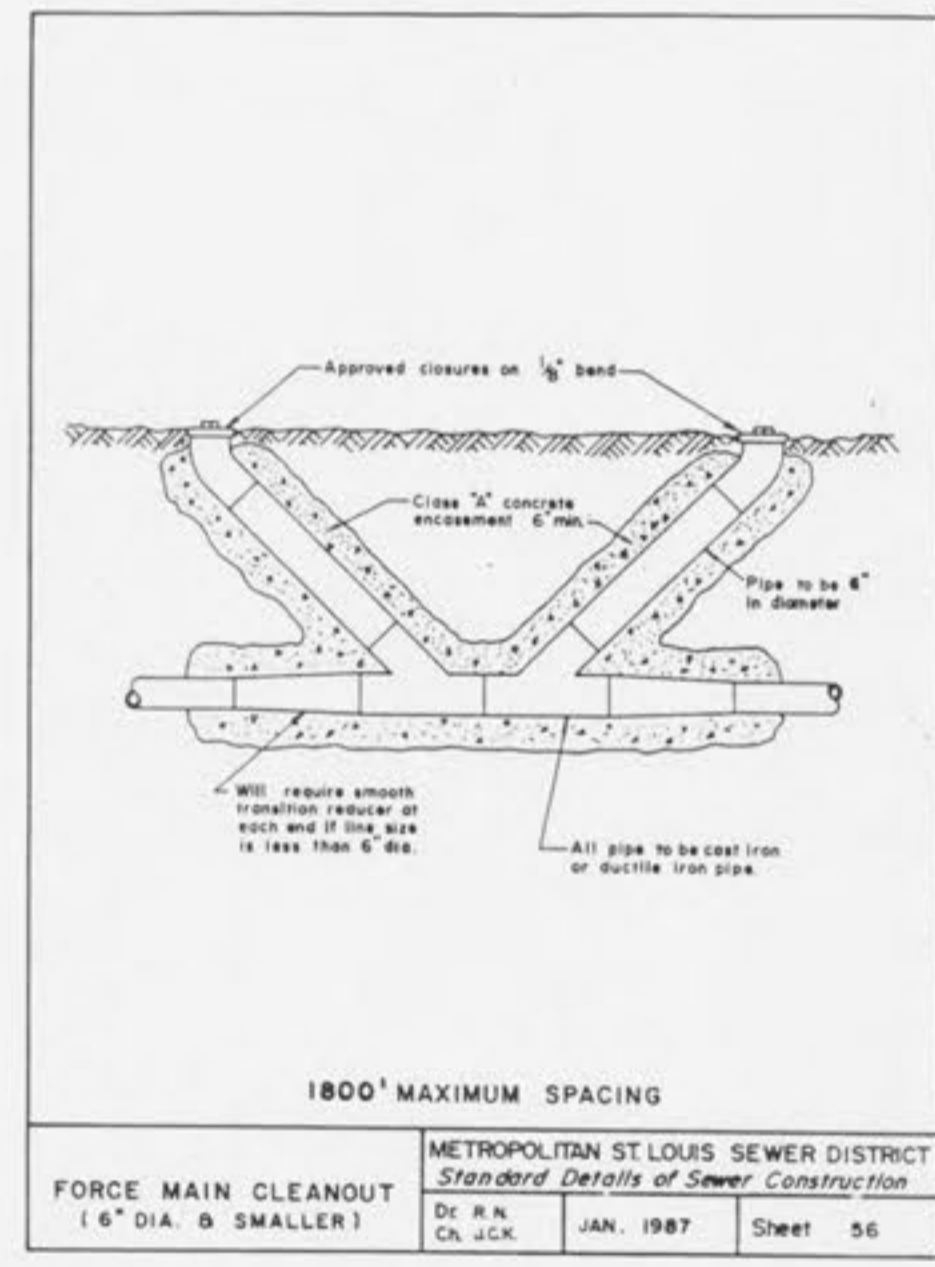 Approved closures on 1/8" bend
Class "A" concrete
encasement 6" min.
Pipe to be 6"
in diameter
Will require smooth
transition reducer at
each end if line size
is less than 6" dia.
All pipe to be cast iron
or ductile iron pipe.
1800' MAXIMUM SPACING
FORCE MAIN CLEANOUT
(6" DIA. & SMALLER)
METROPOLITAN ST. LOUIS SEWER DISTRICT
Standard Details of Sewer Construction
Dr. R.N.
Ch. J.C.K.
JAN. 1987
Sheet 56